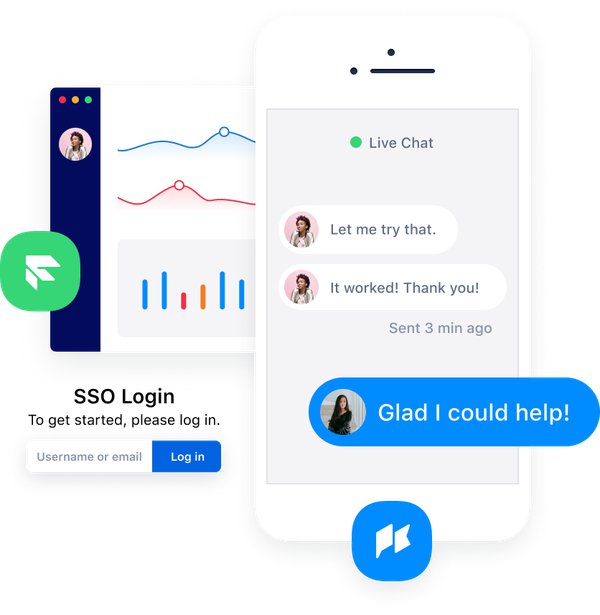 Live Chat
Let me try that.
It worked! Thank you!
Sent 3 min ago
Glad I could help!
SSO Login
To get started, please log in.
Username or email
Log in